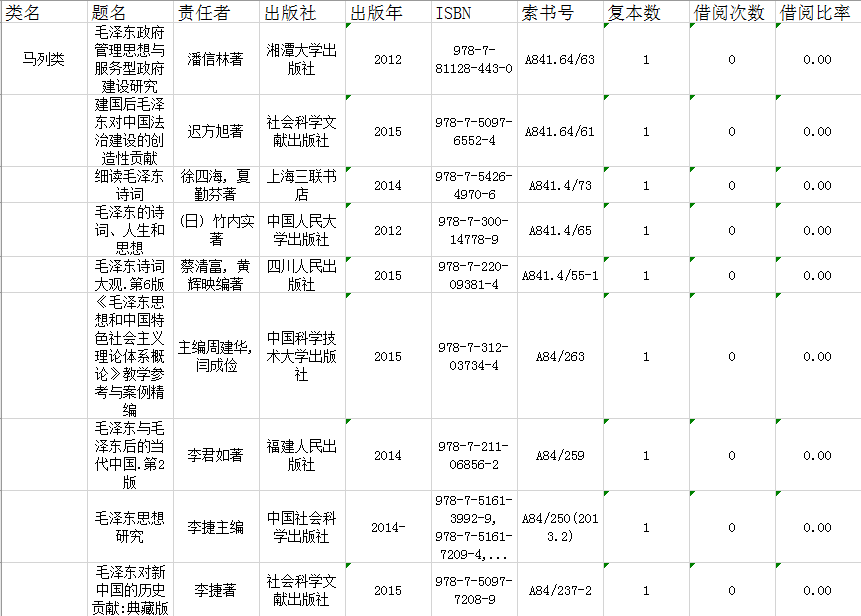 类名 题名 责任者 出版社 出版年 ISBN 索书号 复本数 借阅次数 借阅比率
马列类
毛泽东政府
管理思想与
服务型政府
建设研究
潘信林著
湘潭大学出
版社
2012
978-7-
81128-443-0
A841.64/63
1
0
0.00
建国后毛泽
东对中国法
治建设的创
造性贡献
迟方旭著
社会科学文
献出版社
2015
978-7-5097-
6552-4
A841.64/61
1
0
0.00
细读毛泽东
诗词
徐四海, 夏
勤芬著
上海三联书
店
2014
978-7-5426-
4970-6
A841.4/73
1
0
0.00
毛泽东的诗
词、人生和
思想
(日) 竹内实
著
中国人民大
学出版社
2012
978-7-300-
14778-9
A841.4/65
1
0
0.00
毛泽东诗词
大观.第6版
蔡清富, 黄
辉映编著
四川人民出
版社
2015
978-7-220-
09381-4
A841.4/55-1
1
0
0.00
《毛泽东思
想和中国特
色社会主义
理论体系概
论》教学参
考与案例精
编
主编周建华,
闫成俭
中国科学技
术大学出版
社
2015
978-7-312-
03734-4
A84/263
1
0
0.00
毛泽东与毛
泽东后的当
代中国.第2
版
李君如著
福建人民出
版社
2014
978-7-211-
06856-2
A84/259
1
0
0.00
毛泽东思想
研究
李捷主编
中国社会科
学出版社
2014-
978-7-5161-
3992-9,
978-7-5161-
7209-4,...
A84/250(201
3.2)
1
0
0.00
毛泽东对新
中国的历史
贡献:典藏版
李捷著
社会科学文
献出版社
2015
978-7-5097-
7208-9
A84/237-2
1
0
0.00